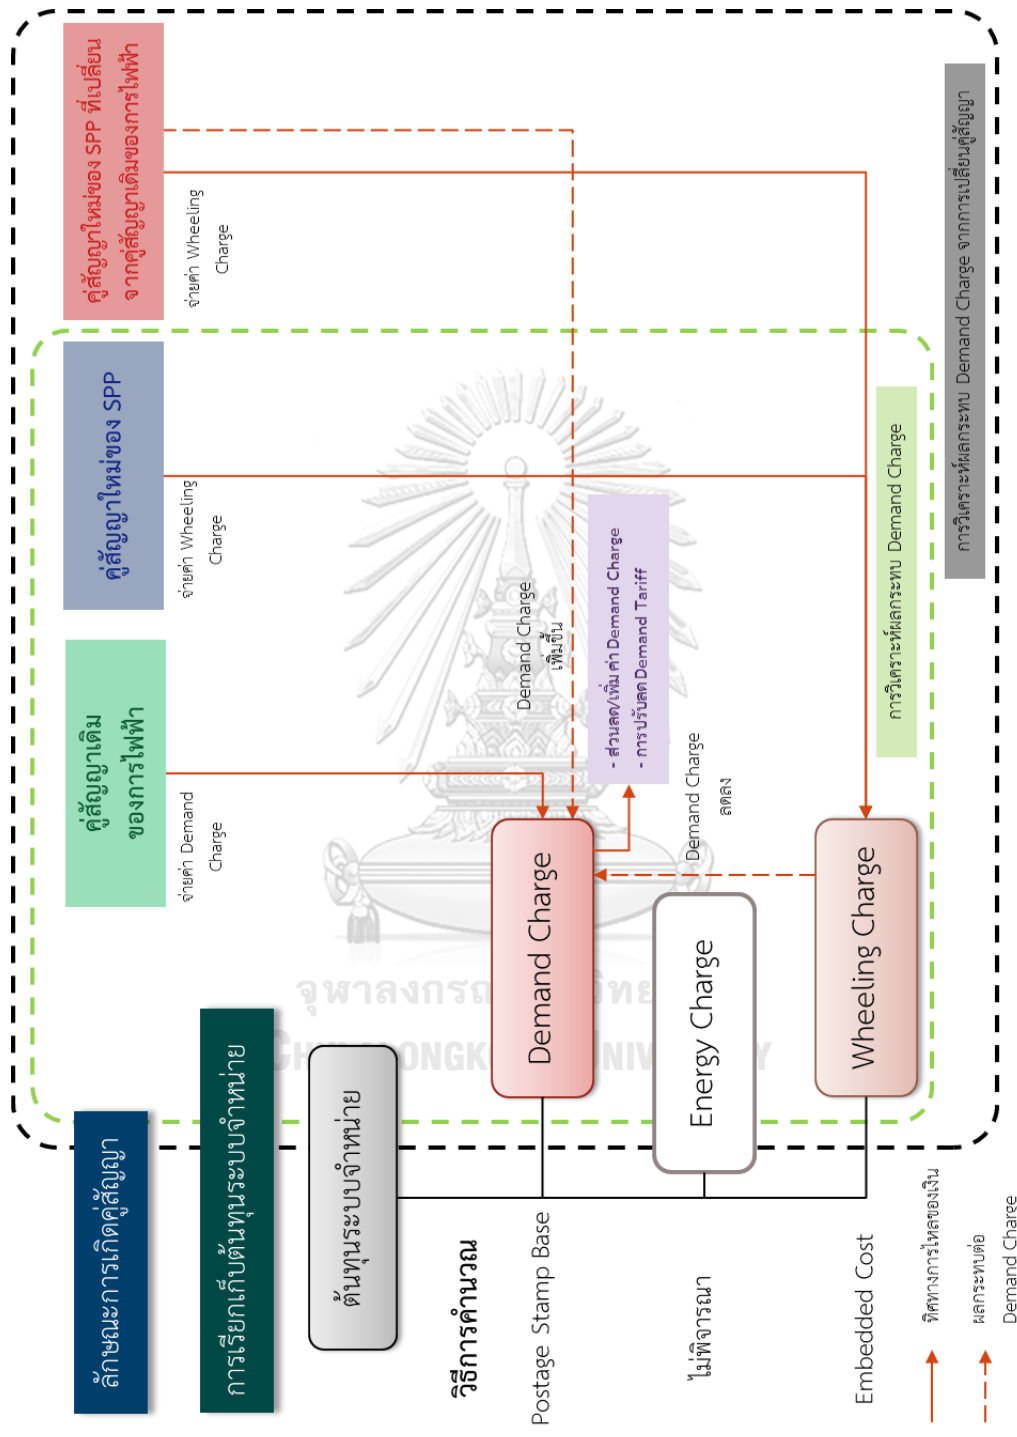 ลักษณะการเกิดคู่สัญญา
คู่สัญญาเดิม
ของการไฟฟ้า
คู่สัญญาใหม่ของ SPP
คู่สัญญาใหม่ของ SPP ที่เปลี่ยน
จากคู่สัญญาเดิมของการไฟฟ้า
การเรียกเก็บต้นทุนระบบจำหน่าย
จ่ายค่า Demand
Charge
จ่ายค่า Wheeling
Charge
จ่ายค่า Wheeling
Charge
ต้นทุนระบบจำหน่าย
วิธีการคำนวณ
Postage Stamp Base
Demand Charge
Demand Charge
เพิ่มขึ้น
- ส่วนลด/เพิ่ม ค่า Demand Charge
- การปรับลด Demand Tariff
ไม่พิจารณา
Energy Charge
Demand Charge
ลดลง
Embedded Cost
Wheeling Charge
การวิเคราะห์ผลกระทบ Demand Charge
ทิศทางการไหลของเงิน
การวิเคราะห์ผลกระทบ Demand Charge จากการเปลี่ยนคู่สัญญา
ผลกระทบต่อ
Demand Charge